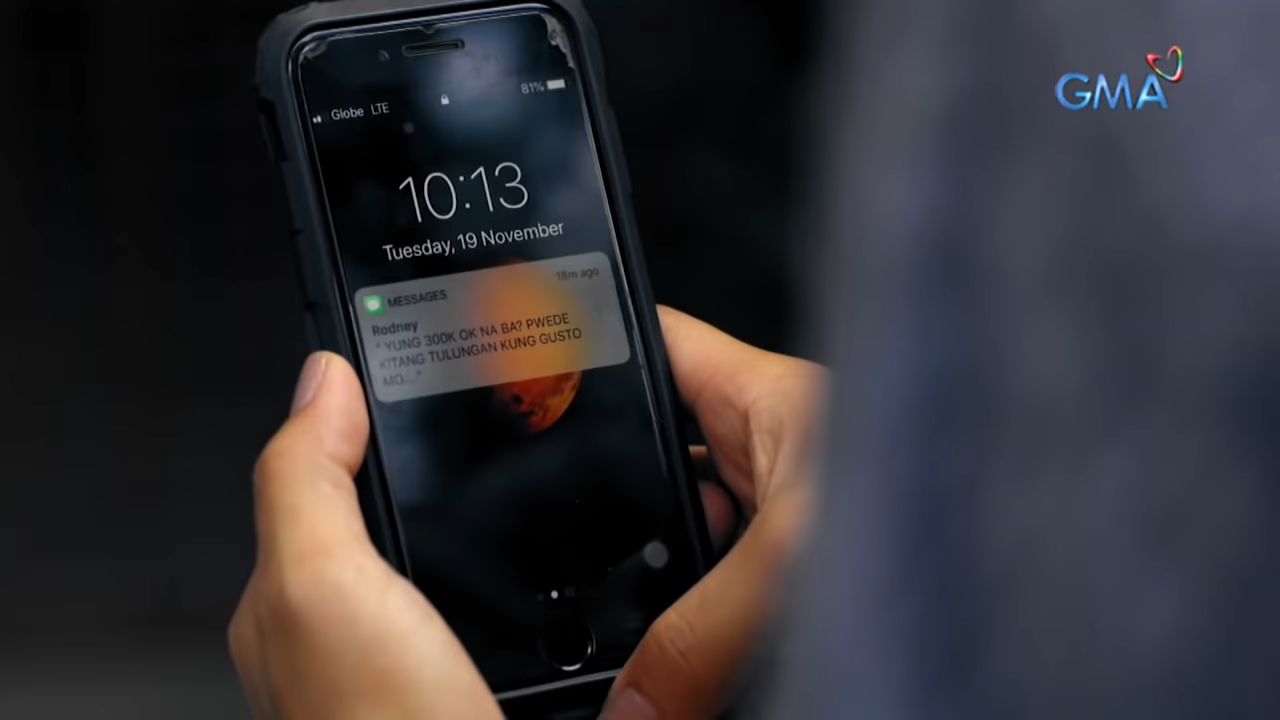 GMA
Globe LTE
81%
10:13
Tuesday, 19 November
MESSAGES
18m ago
Rodney
" YUNG 300K OK NA BA? PWEDE
KITANG TULUNGAN KUNG GUSTO
MO..."